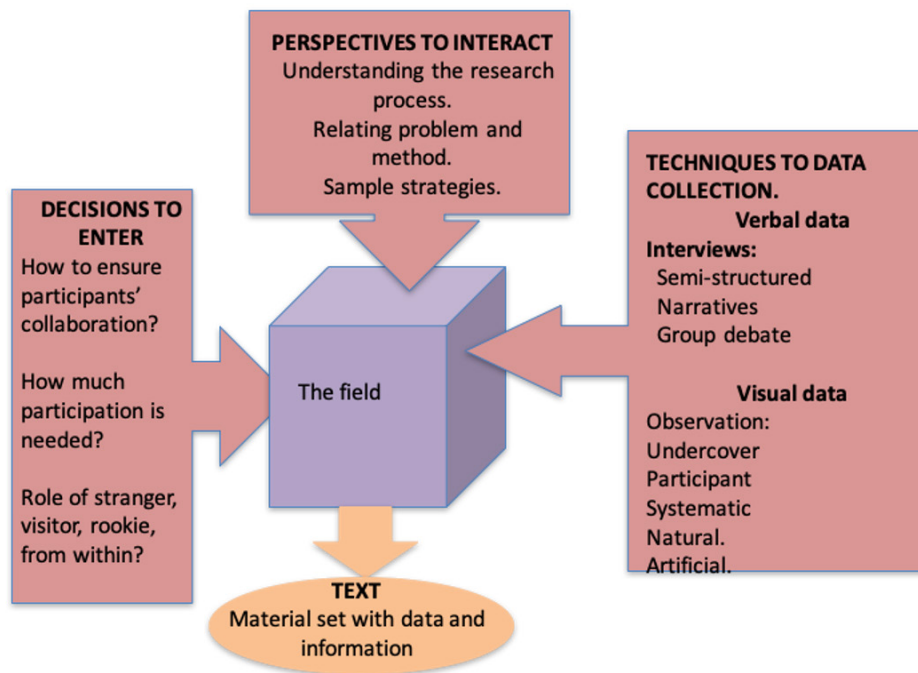 PERSPECTIVES TO INTERACT
Understanding the research
process.
Relating problem and
method.
Sample strategies.
DECISIONS TO
ENTER
How to ensure
participants’
collaboration?
How much
participation is
needed?
Role of stranger,
visitor, rookie,
from within?
The field
TECHNIQUES TO DATA
COLLECTION.
Verbal data
Interviews:
Semi-structured
Narratives
Group debate
Visual data
Observation:
Undercover
Participant
Systematic
Natural.
Artificial.
TEXT
Material set with data and
information